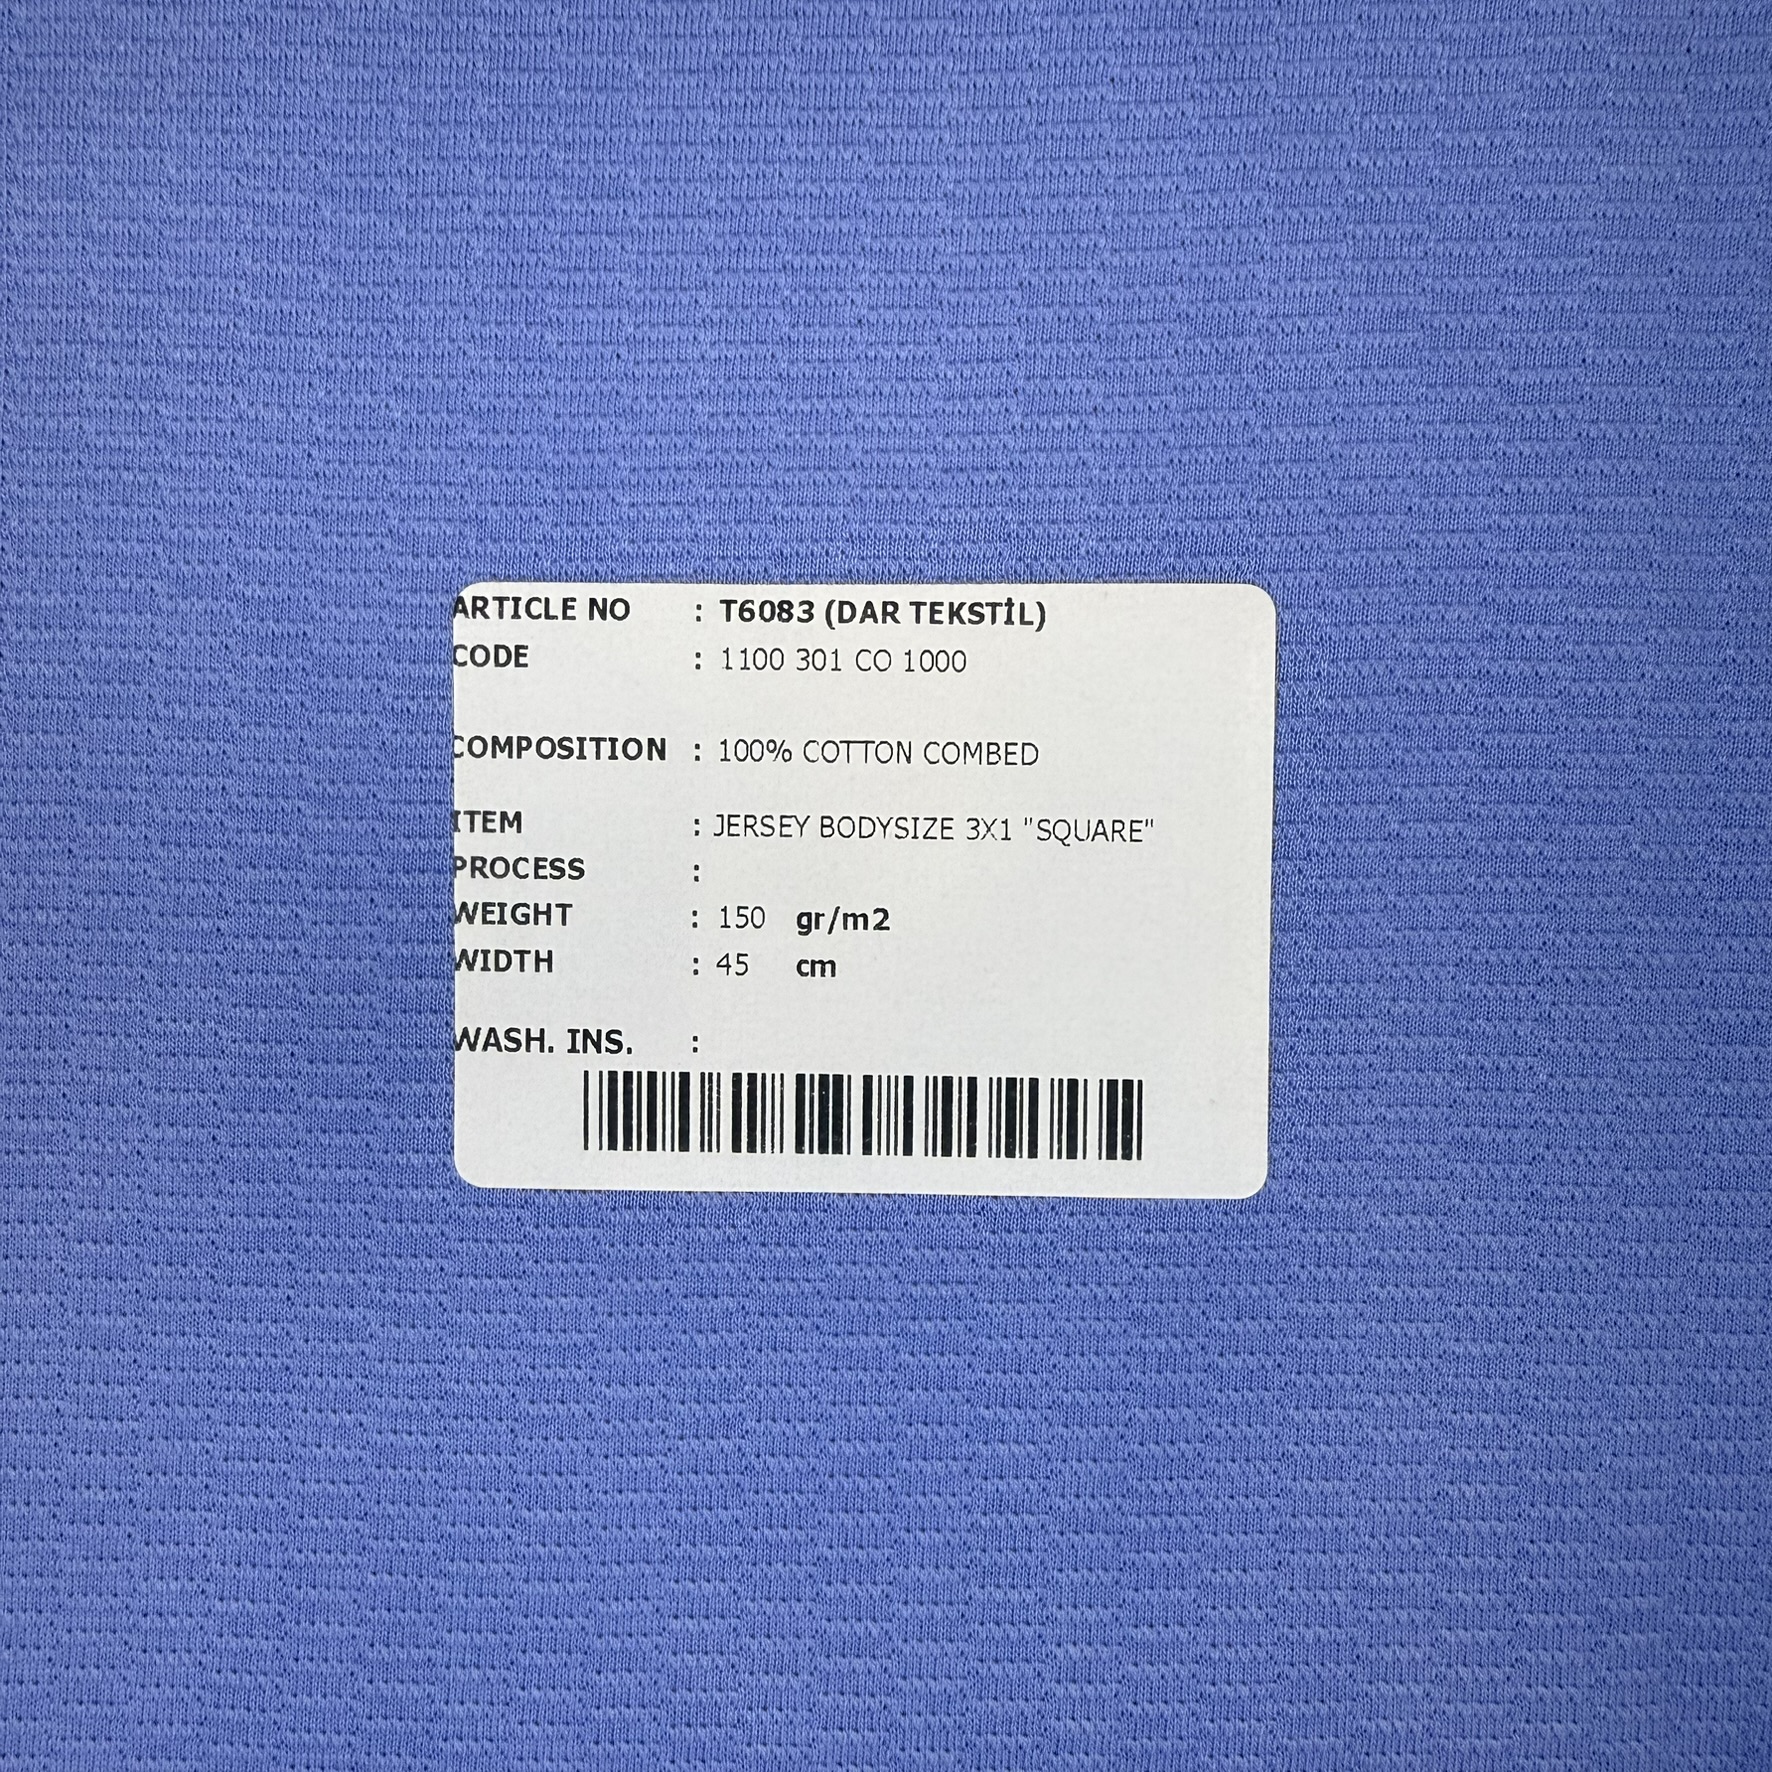 ARTICLE NO : T6083 (DAR TEKSTİL)
CODE : 1100 301 CO 1000
COMPOSITION : 100% COTTON COMBED
ITEM : JERSEY BODYSIZE 3X1 "SQUARE"
PROCESS :
WEIGHT : 150 gr/m2
WIDTH : 45 cm
WASH. INS. :